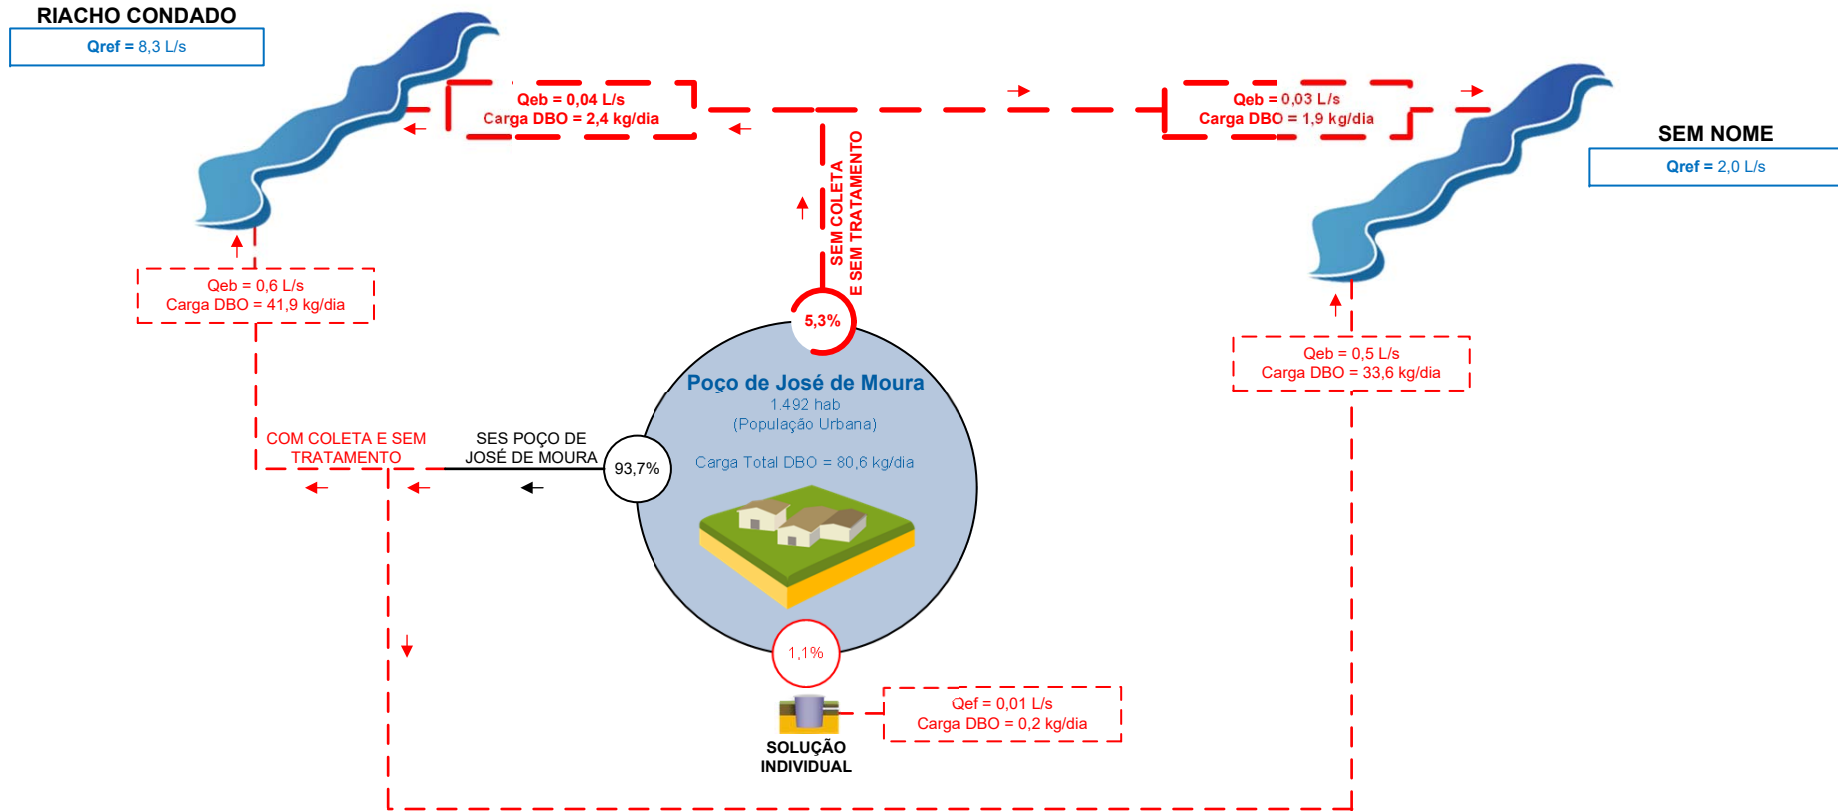 RIACHO CONDADO
Qref = 8,3 L/s
Qeb = 0,04 L/s
Carga DBO = 2,4 kg/dia
Qeb = 0,03 L/s
Carga DBO = 1,9 kg/dia
SEM NOME
Qref = 2,0 L/s
SEM COLETA
E SEM TRATAMENTO
Qeb = 0,6 L/s
Carga DBO = 41,9 kg/dia
5,3%
Qeb = 0,5 L/s
Carga DBO = 33,6 kg/dia
Poço de José de Moura
1.492 hab
(População Urbana)
Carga Total DBO = 80,6 kg/dia
COM COLETA E SEM
TRATAMENTO
SES POÇO DE
JOSÉ DE MOURA
93,7%
1,1%
Qef = 0,01 L/s
Carga DBO = 0,2 kg/dia
SOLUÇÃO
INDIVIDUAL